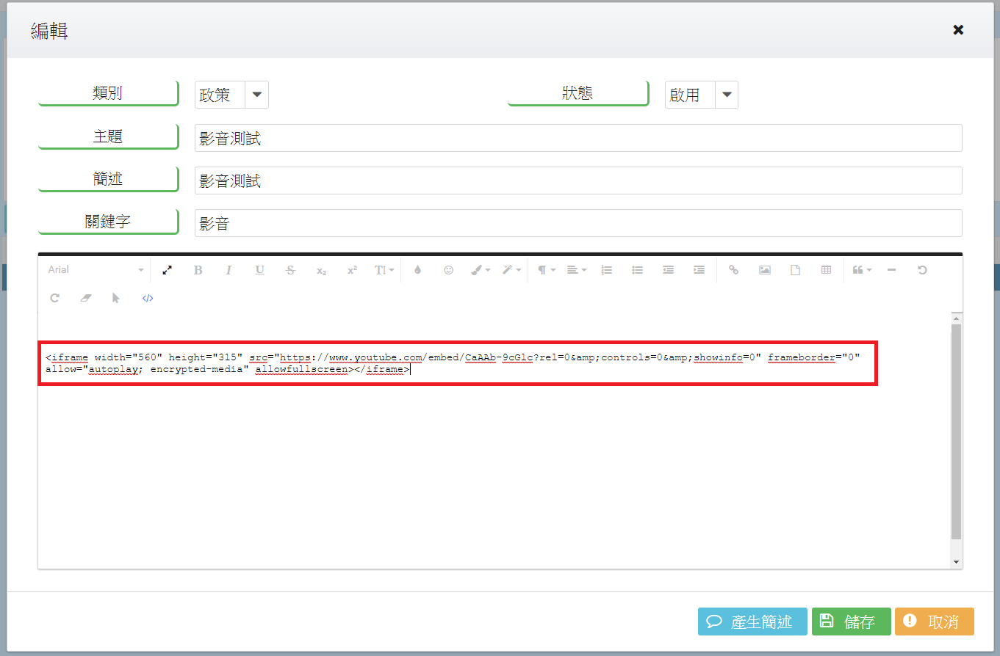 編輯
類別 政策 狀態 啟用
主題 影音測試
簡述 影音測試
關鍵字 影音
Arial B I U S x₂ x² T
<iframe width="560" height="315" src="https://www.youtube.com/embed/CaAAb-9cGlc?rel=0&amp;controls=0&amp;showinfo=0" frameborder="0"
allow="autoplay; encrypted-media" allowfullscreen></iframe>
產生簡述 儲存 取消